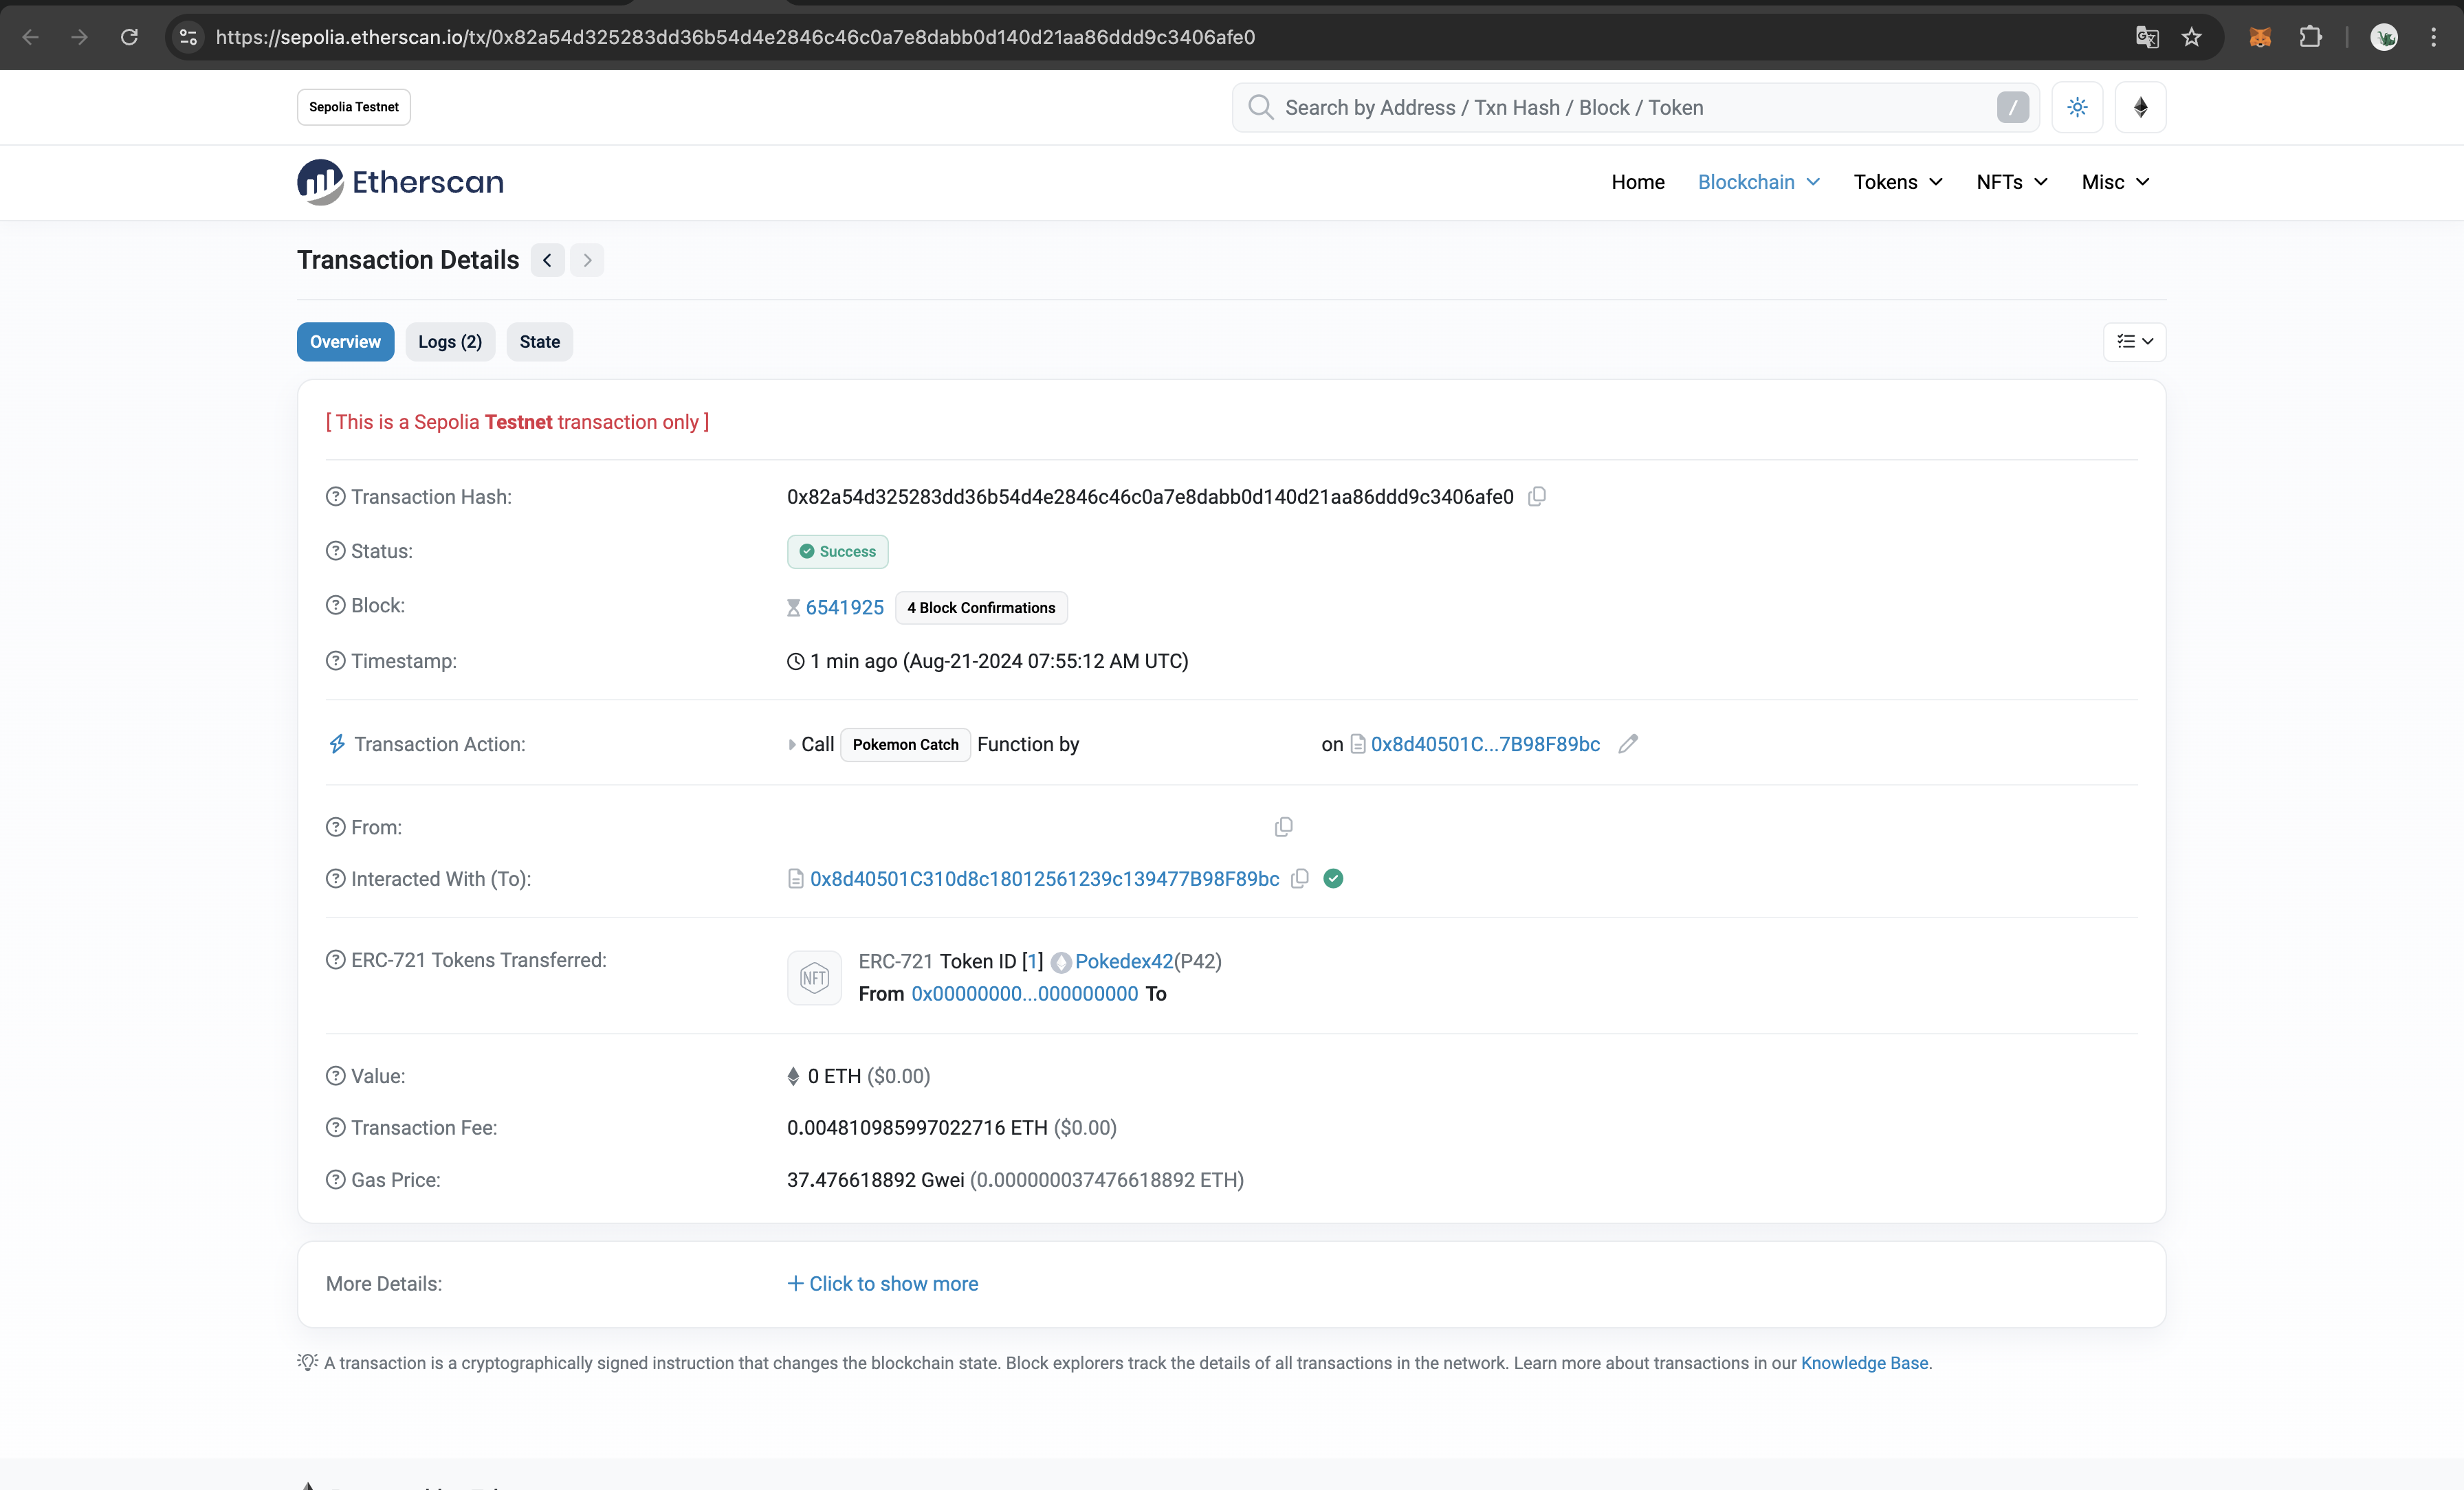 https://sepolia.etherscan.io/tx/0x82a54d325283dd36b54d4e2846c46c0a7e8dabb0d140d21aa86ddd9c3406afe0
Sepolia Testnet
Search by Address / Txn Hash / Block / Token
/
Etherscan
Home Blockchain Tokens NFTs Misc
Transaction Details
Overview Logs (2) State
[ This is a Sepolia Testnet transaction only ]
Transaction Hash: 0x82a54d325283dd36b54d4e2846c46c0a7e8dabb0d140d21aa86ddd9c3406afe0
Status: Success
Block: 6541925 4 Block Confirmations
Timestamp: 1 min ago (Aug-21-2024 07:55:12 AM UTC)
Transaction Action: Call Pokemon Catch Function by on 0x8d40501C...7B98F89bc
From:
Interacted With (To): 0x8d40501C310d8c18012561239c139477B98F89bc
ERC-721 Tokens Transferred: NFT ERC-721 Token ID [1] Pokedex42(P42)
From 0x00000000...000000000 To
Value: 0 ETH ($0.00)
Transaction Fee: 0.004810985997022716 ETH ($0.00)
Gas Price: 37.476618892 Gwei (0.000000037476618892 ETH)
More Details: + Click to show more
A transaction is a cryptographically signed instruction that changes the blockchain state. Block explorers track the details of all transactions in the network. Learn more about transactions in our Knowledge Base.